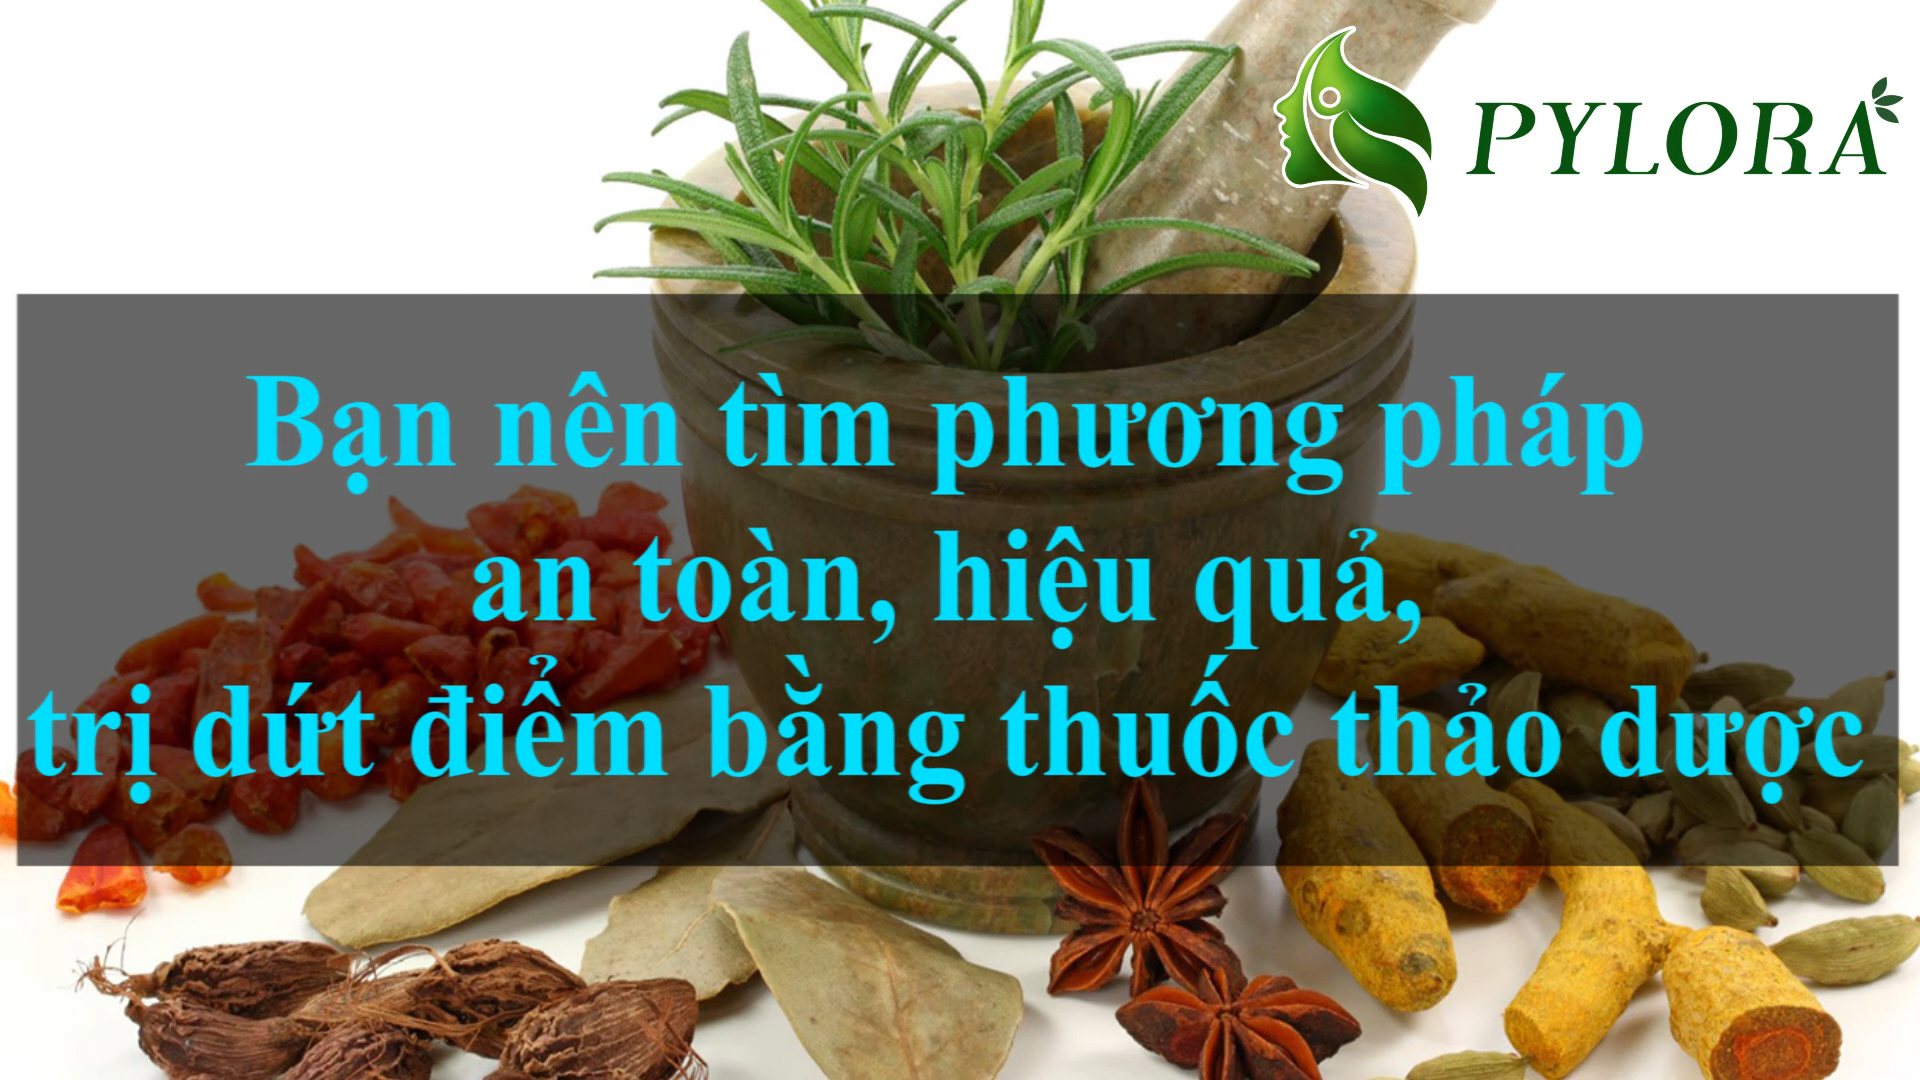 PYLORA
Bạn nên tìm phương pháp
an toàn, hiệu quả,
trị dứt điểm bằng thuốc thảo dược